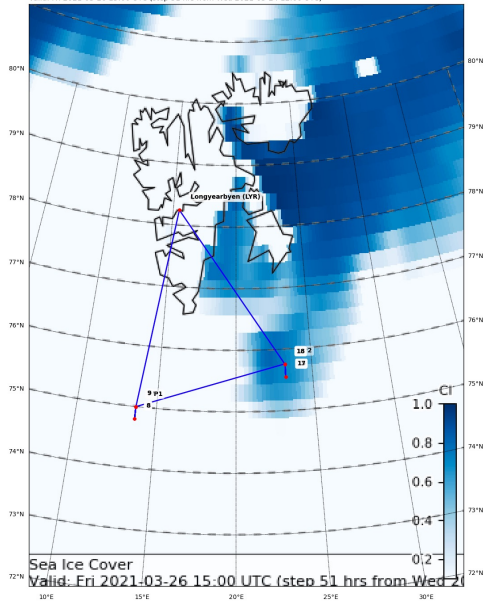 80°N
80°N
79°N
79°N
78°N
78°N
Longyearbyen (LYR)
77°N
77°N
76°N
76°N
18 2
17
75°N
75°N
9 P1
8
CI
1.0
0.8
0.6
0.4
0.2
74°N
74°N
73°N
73°N
Sea Ice Cover
Valid: Fri 2021-03-26 15:00 UTC (step 51 hrs from Wed
72°N
72°N
10°E 15°E 20°E 25°E 30°E